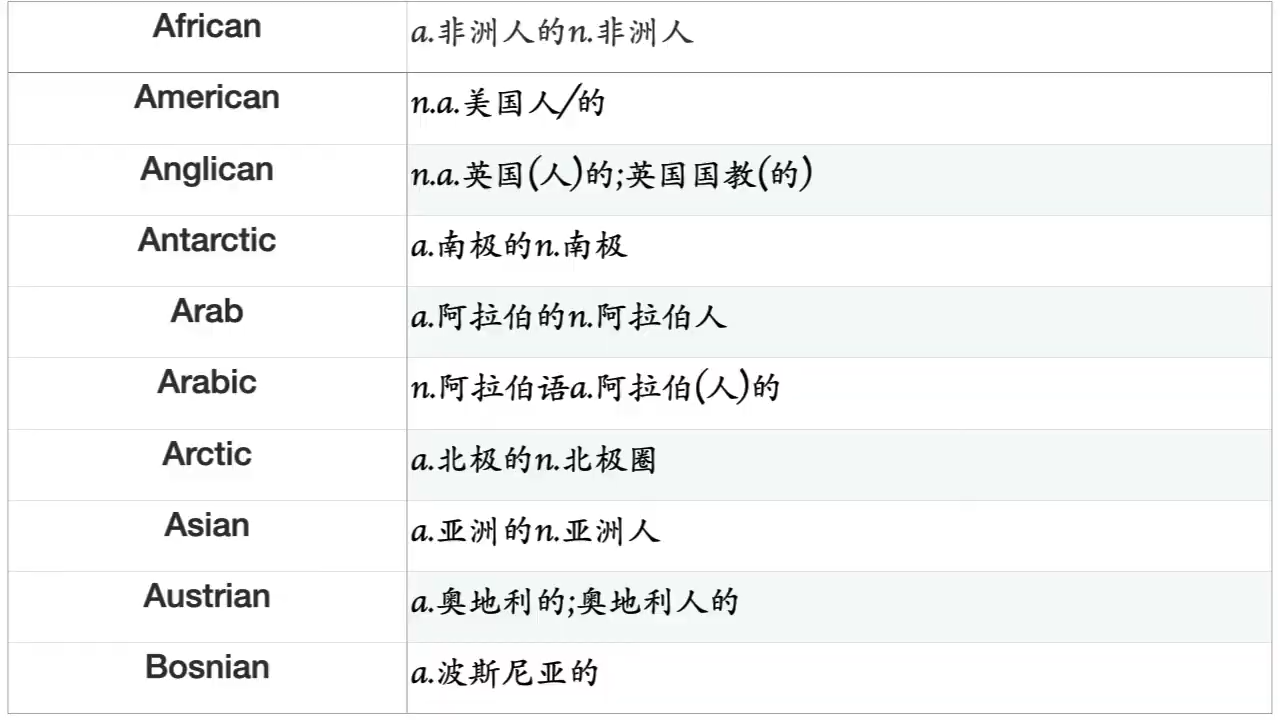 African a.非洲人的n.非洲人
American n.a.美国人/的
Anglican n.a.英国(人)的;英国国教(的)
Antarctic a.南极的n.南极
Arab a.阿拉伯的n.阿拉伯人
Arabic n.阿拉伯语a.阿拉伯(人)的
Arctic a.北极的n.北极圈
Asian a.亚洲的n.亚洲人
Austrian a.奥地利的;奥地利人的
Bosnian a.波斯尼亚的